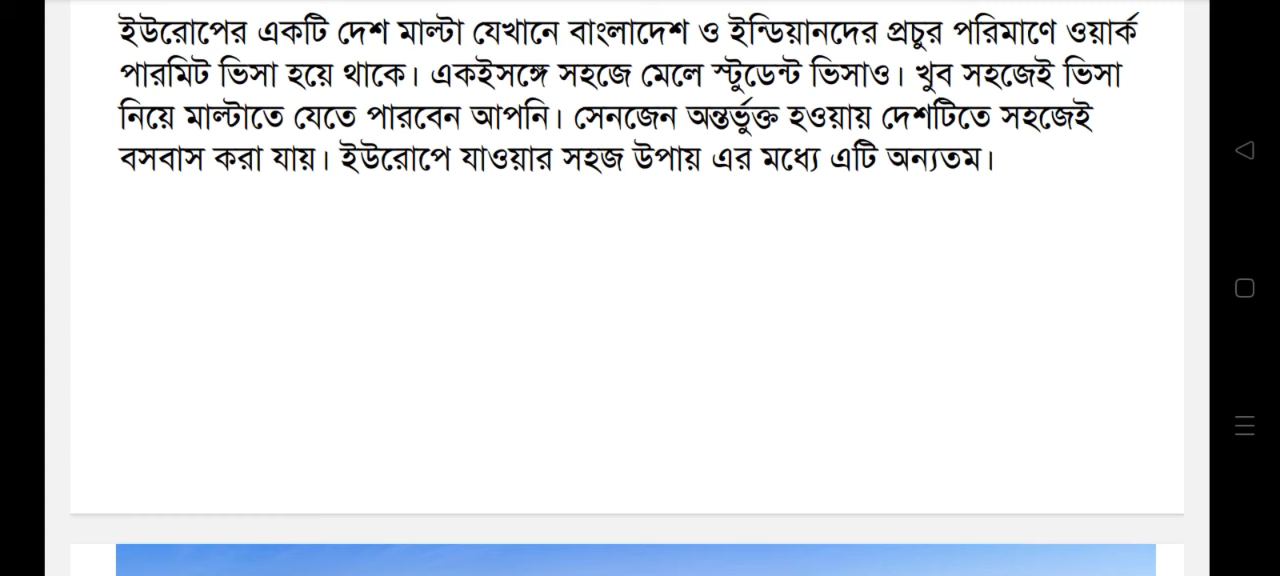 ইউরোপের একটি দেশ মাল্টা যেখানে বাংলাদেশ ও ইন্ডিয়ানদের প্রচুর পরিমাণে ওয়ার্ক
পারমিট ভিসা হয়ে থাকে। একইসঙ্গে সহজে মেলে স্টুডেন্ট ভিসাও। খুব সহজেই ভিসা
নিয়ে মাল্টাতে যেতে পারবেন আপনি। সেনজেন অন্তর্ভুক্ত হওয়ায় দেশটিতে সহজেই
বসবাস করা যায়। ইউরোপে যাওয়ার সহজ উপায় এর মধ্যে এটি অন্যতম।